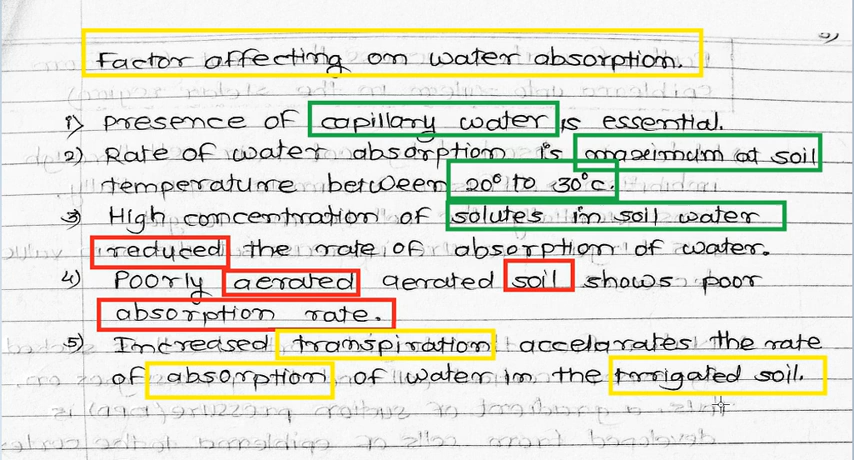 Factor affecting on water absorption.
1) Presence of capillary water is essential.
2) Rate of water absorption is maximum at soil
temperature between 20° to 30°c.
3) High concentration of solutes in soil water
reduced the rate of absorption of water.
4) Poorly aerated aerated soil shows poor
absorption rate.
5) Increased transpiration accelarates the rate
of absorption of water in the irrigated soil.